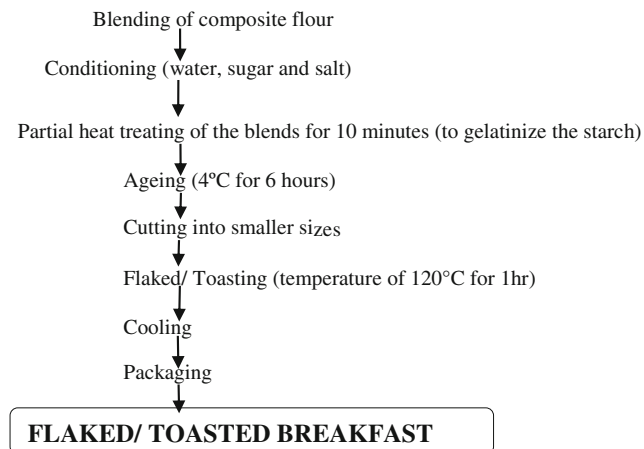 Blending of composite flour
Conditioning (water, sugar and salt)
Partial heat treating of the blends for 10 minutes (to gelatinize the starch)
Ageing (4ºC for 6 hours)
Cutting into smaller sizes
Flaked/ Toasting (temperature of 120°C for 1hr)
Cooling
Packaging
FLAKED/ TOASTED BREAKFAST